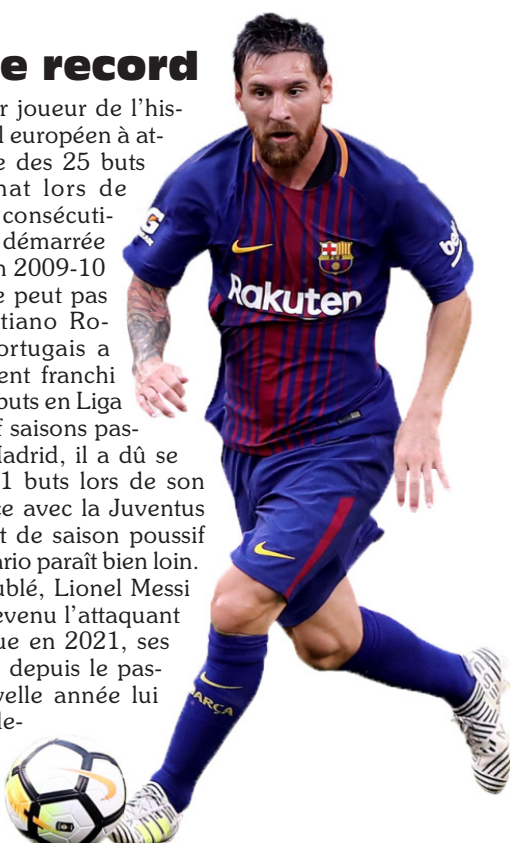 e record
r joueur de l’his-
l européen à at-
e des 25 buts
nat lors de
consécuti-
démarrée
n 2009-10
e peut pas
tiano Ro-
ortugais a
ent franchi
buts en Liga
f saisons pas-
Madrid, il a dû se
1 buts lors de son
ce avec la Juventus
t de saison poussif
ario paraît bien loin.
ublé, Lionel Messi
evenu l’attaquant
ue en 2021, ses
depuis le pas-
velle année lui
le-
Rakuten
BARÇA